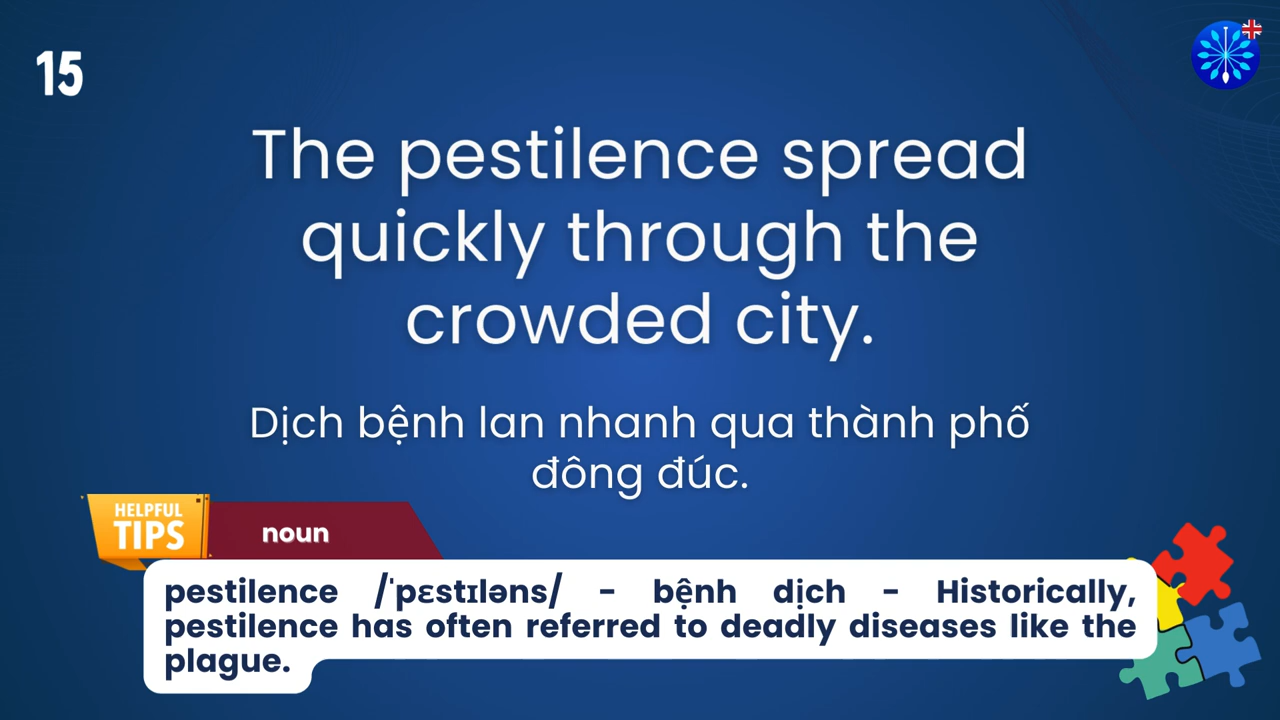 15
The pestilence spread
quickly through the
crowded city.
Dịch bệnh lan nhanh qua thành phố
đông đúc.
HELPFUL
TIPS
noun
pestilence /ˈpɛstɪləns/ - bệnh dịch - Historically,
pestilence has often referred to deadly diseases like the
plague.